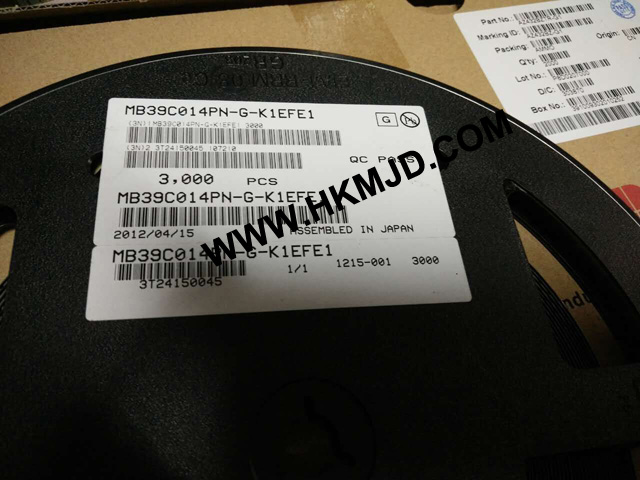 MB39C014PN-G-K1EFE1
(3N)1 MB39C014PN-G-K1EFE1 3000
(3N)2 3T24150045
G
QC PASS
3,000 PCS
MB39C014PN-G-K1EFE1
2012/04/15 ASSEMBLED IN JAPAN
MB39C014PN-G-K1EFE1
1/1 1215-001 3000
3T24150045
WWW.HKMJD.COM
Part No.:
Marking ID:
Packing:
Q'ty:
Lot No.:
D/C:
Box No.:
Origin: